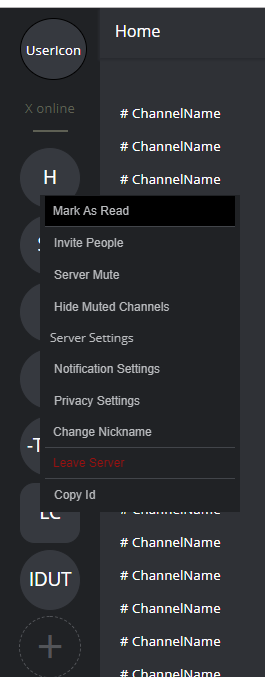 UserIcon
Home
X online
# ChannelName
# ChannelName
# ChannelName
H
Mark As Read
Invite People
Server Mute
Hide Muted Channels
Server Settings
Notification Settings
Privacy Settings
Change Nickname
Leave Server
Copy Id
# ChannelName
# ChannelName
IDUT
# ChannelName
# ChannelName
+
# ChannelName
# ChannelName